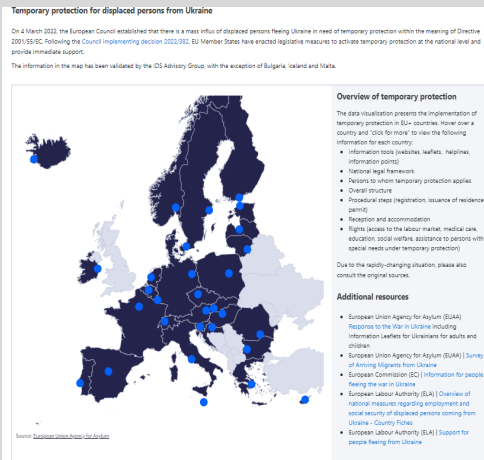 Temporary protection for displaced persons from Ukraine
On 4 March 2022, the European Council established that there is a mass influx of displaced persons fleeing Ukraine in need of temporary protection within the meaning of Directive
2001/55/EC. Following the Council implementing decision 2022/382, EU Member States have enacted legislative measures to activate temporary protection at the national level and
provide immediate support.
The information in the map has been validated by the IDS Advisory Group, with the exception of Bulgaria, Iceland and Malta.
Overview of temporary protection
The data visualisation presents the implementation of
temporary protection in EU+ countries. Hover over a
country and "click for more" to view the following
information for each country:
• Information tools (websites, leaflets, helplines,
information points)
• National legal framework
• Persons to whom temporary protection applies
• Overall structure
• Procedural steps (registration, issuance of residence
permit)
• Reception and accommodation
• Rights (access to the labour market, medical care,
education, social welfare; assistance to persons with
special needs under temporary protection)
Due to the rapidly-changing situation, please also
consult the original sources.
Additional resources
• European Union Agency for Asylum (EUAA)
Response to the War in Ukraine including
Information Leaflets for Ukrainians for adults and
children
• European Union Agency for Asylum (EUAA) | Survey
of Arriving Migrants from Ukraine
• European Commission (EC) | Information for people
fleeing the war in Ukraine
• European Labour Authority (ELA) | Overview of
national measures regarding employment and
social security of displaced persons coming from
Ukraine - Country Fiches
• European Labour Authority (ELA) | Support for
people fleeing from Ukraine
Source: European Union Agency for Asylum